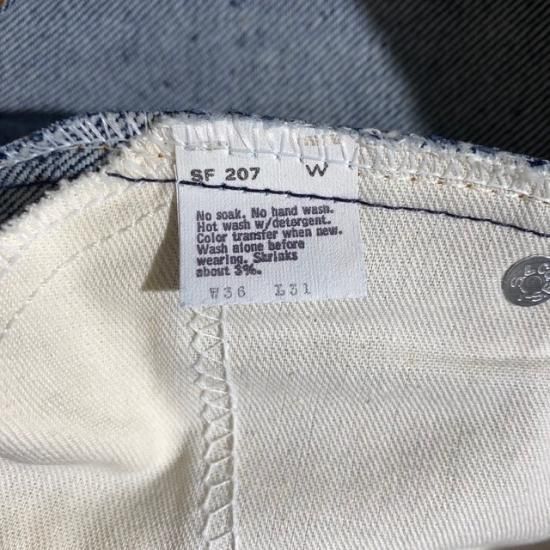 SF 207 W
No soak. No hand wash.
Hot wash w/detergent.
Color transfer when new.
Wash alone before
wearing. Shrinks
about 3%.
W36 L31